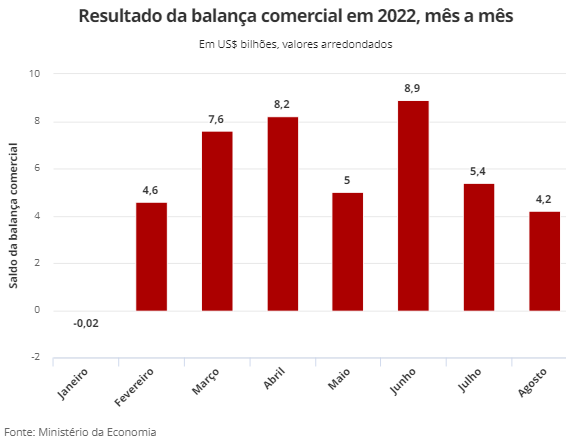 Resultado da balança comercial em 2022, mês a mês
Em US$ bilhões, valores arredondados
Saldo da balança comercial
10
8
6
4
2
0
-2
-0,02
4,6
7,6
8,2
5
8,9
5,4
4,2
Janeiro
Fevereiro
Março
Abril
Maio
Junho
Julho
Agosto
Fonte: Ministério da Economia